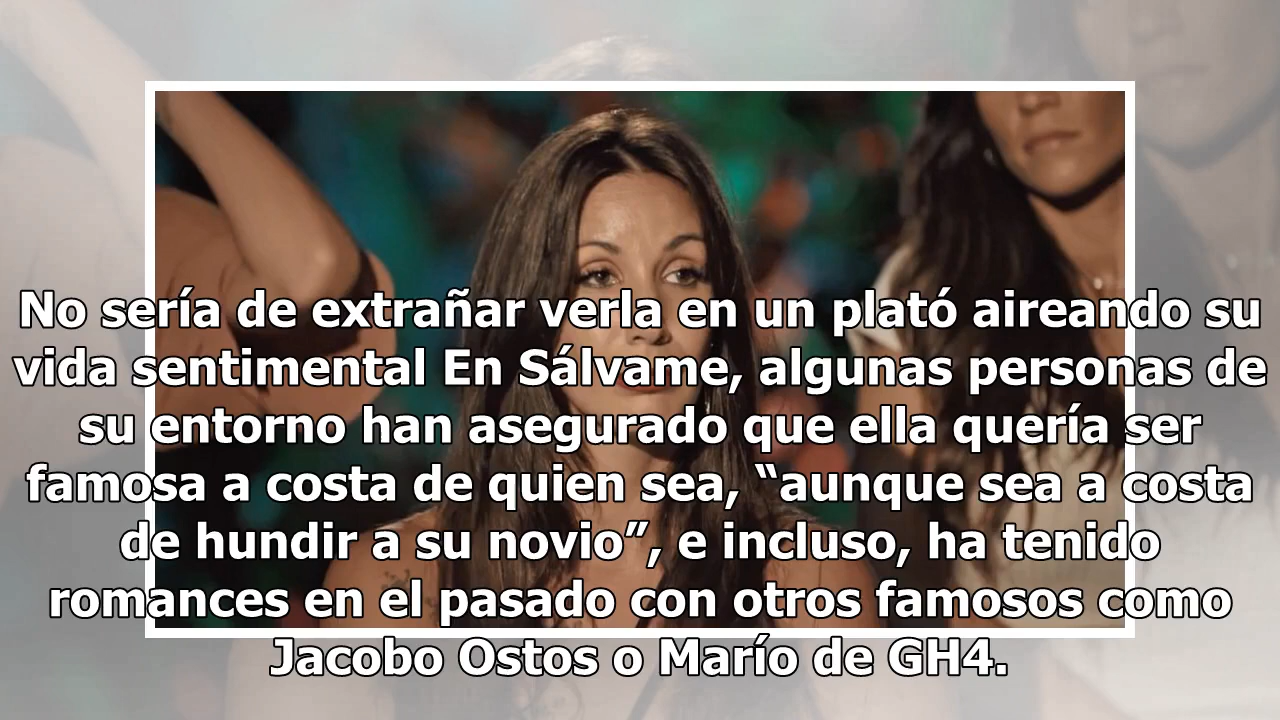 No sería de extrañar verla en un plató aireando su
vida sentimental En Sálvame, algunas personas de
su entorno han asegurado que ella quería ser
famosa a costa de quien sea, “aunque sea a costa
de hundir a su novio”, e incluso, ha tenido
romances en el pasado con otros famosos como
Jacobo Ostos o Marío de GH4.